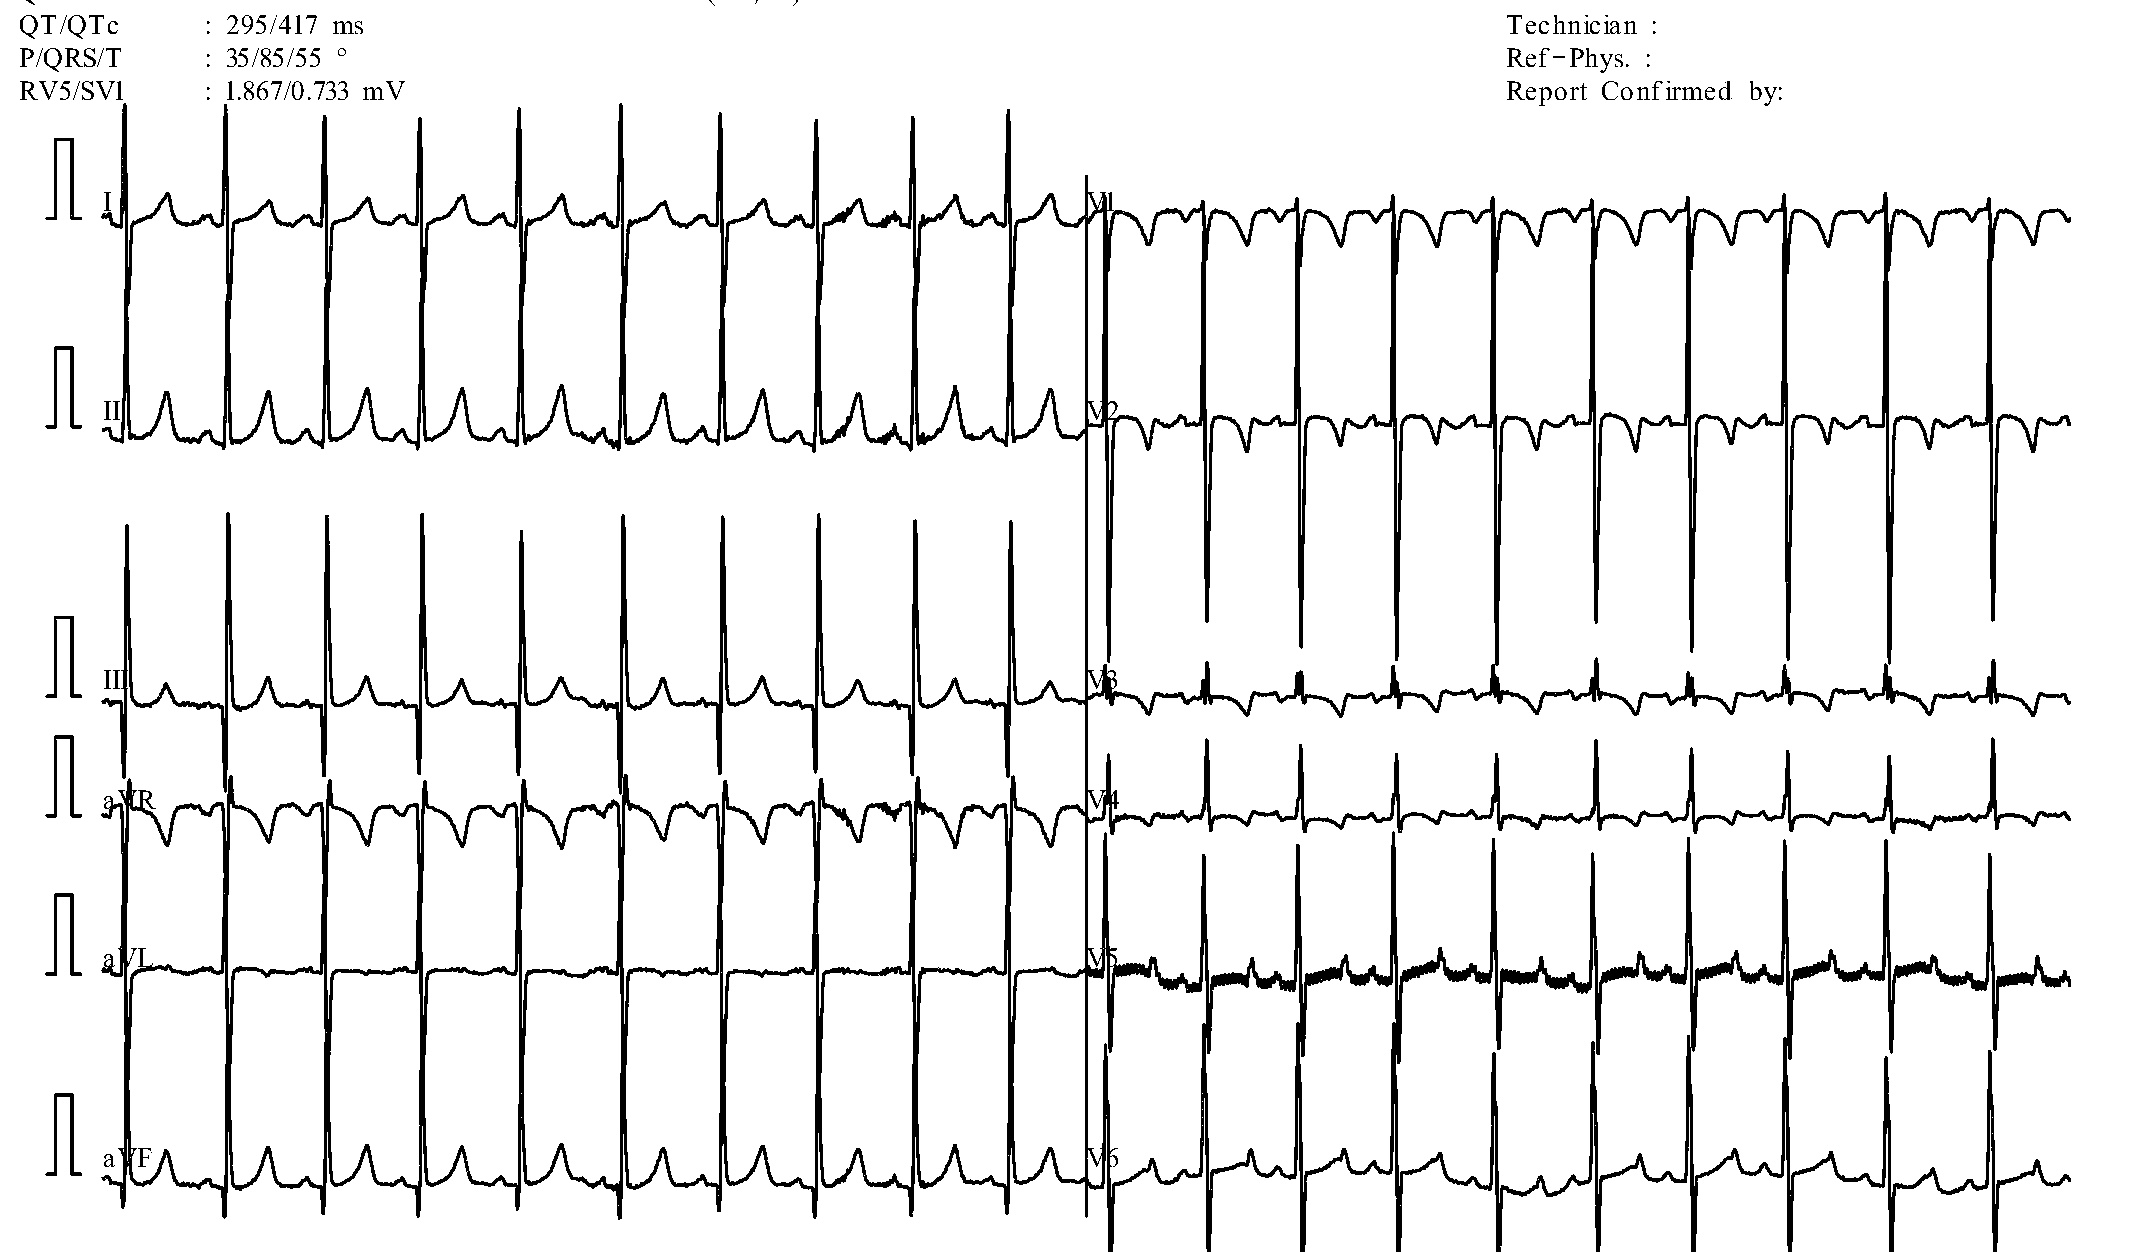 QT/QTc : 295/417 ms
P/QRS/T : 35/85/55 °
RV5/SV1 : 1.867/0.733 mV
Technician :
Ref-Phys. :
Report Confirmed by:
I
II
III
aVR
aVL
aVF
V1
V2
V3
V4
V5
V6